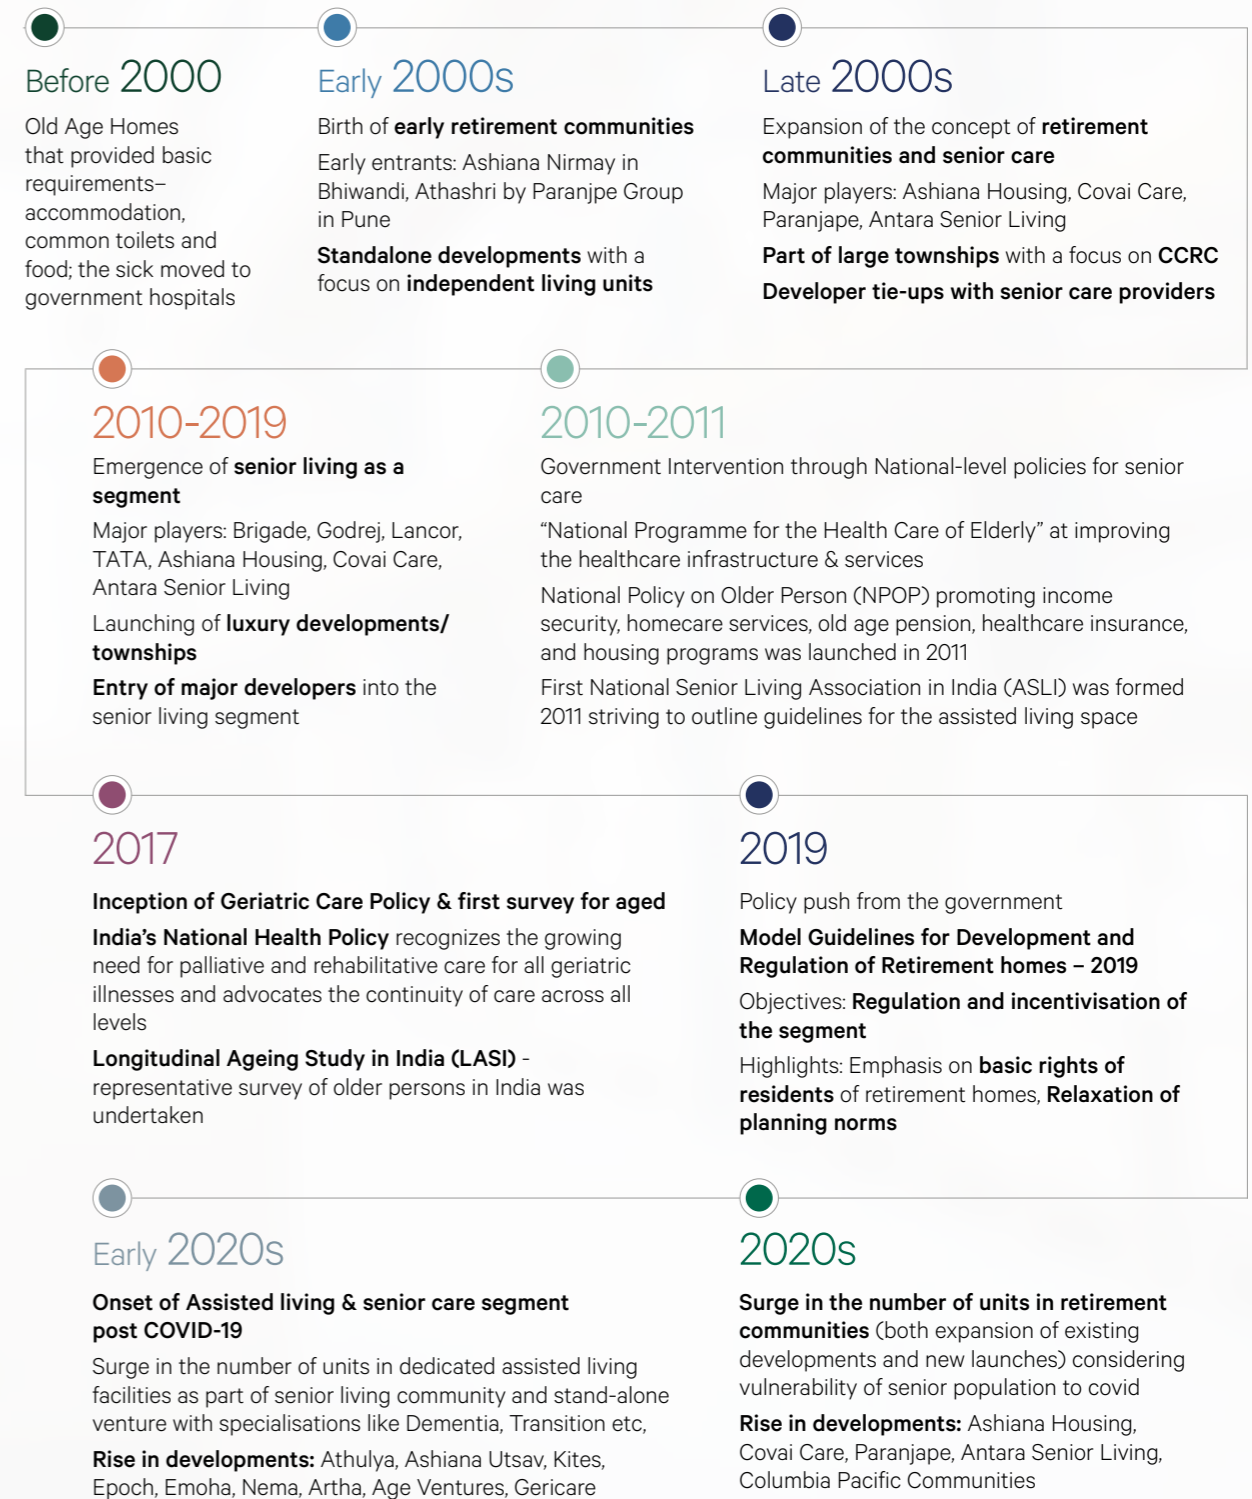 Before 2000
Old Age Homes
that provided basic
requirements–
accommodation,
common toilets and
food; the sick moved to
government hospitals
Early 2000s
Birth of early retirement communities
Early entrants: Ashiana Nirmay in
Bhiwandi, Athashri by Paranjpe Group
in Pune
Standalone developments with a
focus on independent living units
Late 2000s
Expansion of the concept of retirement
communities and senior care
Major players: Ashiana Housing, Covai Care,
Paranjape, Antara Senior Living
Part of large townships with a focus on CCRC
Developer tie-ups with senior care providers
2010-2019
Emergence of senior living as a
segment
Major players: Brigade, Godrej, Lancor,
TATA, Ashiana Housing, Covai Care,
Antara Senior Living
Launching of luxury developments/
townships
Entry of major developers into the
senior living segment
2010-2011
Government Intervention through National-level policies for senior
care
“National Programme for the Health Care of Elderly” at improving
the healthcare infrastructure & services
National Policy on Older Person (NPOP) promoting income
security, homecare services, old age pension, healthcare insurance,
and housing programs was launched in 2011
First National Senior Living Association in India (ASLI) was formed
2011 striving to outline guidelines for the assisted living space
2017
Inception of Geriatric Care Policy & first survey for aged
India’s National Health Policy recognizes the growing
need for palliative and rehabilitative care for all geriatric
illnesses and advocates the continuity of care across all
levels
Longitudinal Ageing Study in India (LASI) -
representative survey of older persons in India was
undertaken
2019
Policy push from the government
Model Guidelines for Development and
Regulation of Retirement homes – 2019
Objectives: Regulation and incentivisation of
the segment
Highlights: Emphasis on basic rights of
residents of retirement homes, Relaxation of
planning norms
Early 2020s
Onset of Assisted living & senior care segment
post COVID-19
Surge in the number of units in dedicated assisted living
facilities as part of senior living community and stand-alone
venture with specialisations like Dementia, Transition etc,
Rise in developments: Athulya, Ashiana Utsav, Kites,
Epoch, Emoha, Nema, Artha, Age Ventures, Gericare
2020s
Surge in the number of units in retirement
communities (both expansion of existing
developments and new launches) considering
vulnerability of senior population to covid
Rise in developments: Ashiana Housing,
Covai Care, Paranjape, Antara Senior Living,
Columbia Pacific Communities